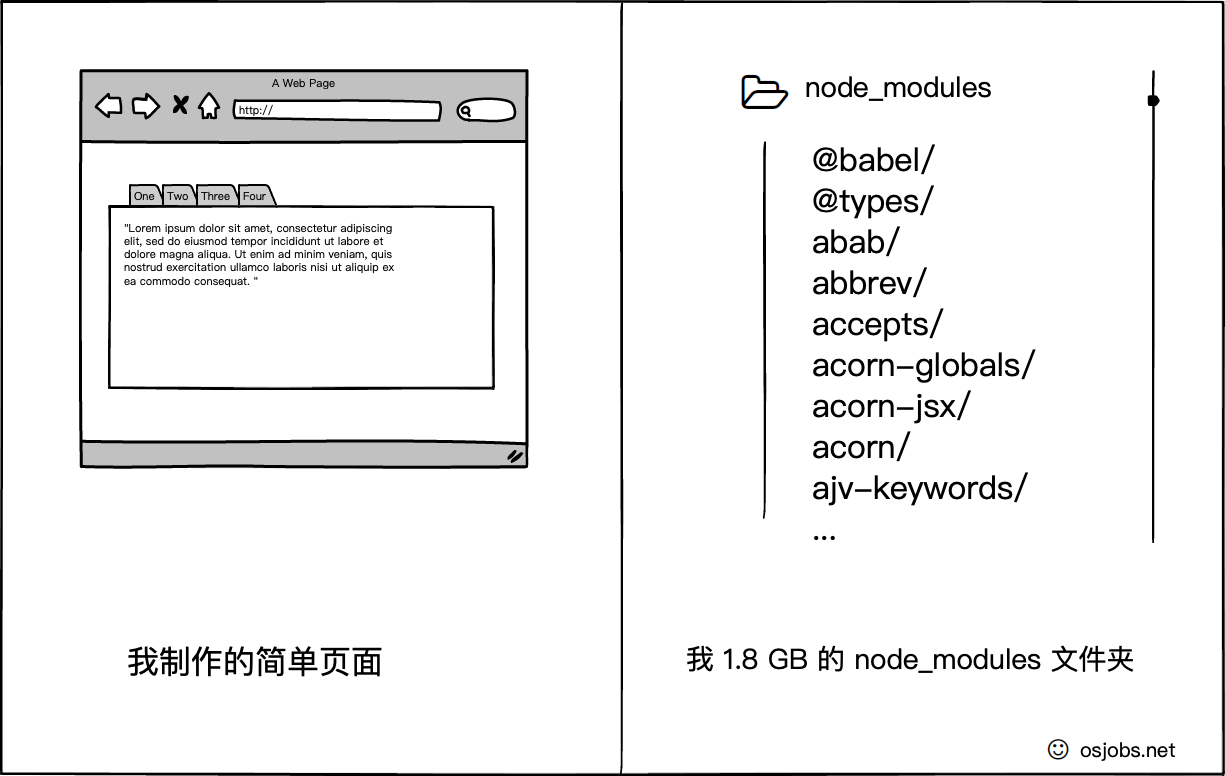 A Web Page
http://
One Two Three Four
"Lorem ipsum dolor sit amet, consectetur adipiscing
elit, sed do eiusmod tempor incididunt ut labore et
dolore magna aliqua. Ut enim ad minim veniam, quis
nostrud exercitation ullamco laboris nisi ut aliquip ex
ea commodo consequat. "
我制作的简单页面
node_modules
@babel/
@types/
abab/
abbrev/
accepts/
acorn-globals/
acorn-jsx/
acorn/
ajv-keywords/
...
我 1.8 GB 的 node_modules 文件夹
osjobs.net